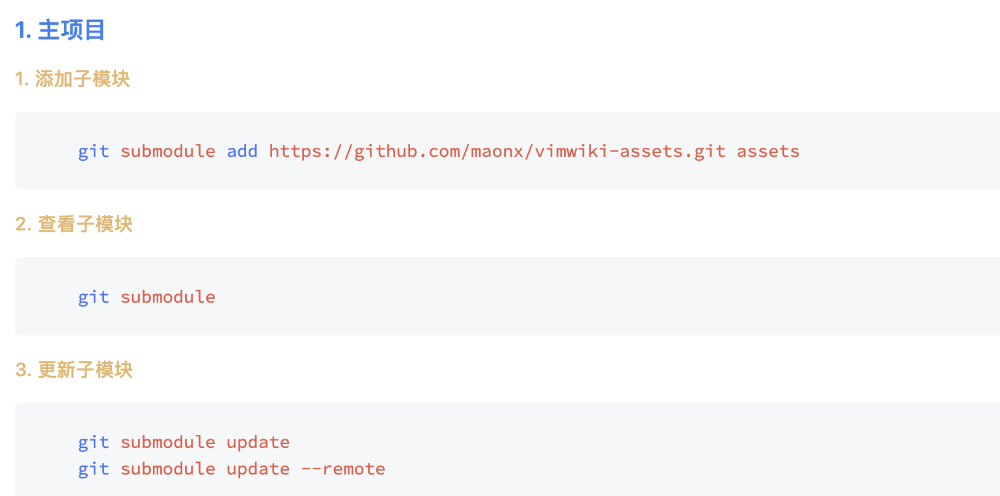 1. 主项目
1. 添加子模块
git submodule add https://github.com/maonx/vimwiki-assets.git assets
2. 查看子模块
git submodule
3. 更新子模块
git submodule update
git submodule update --remote